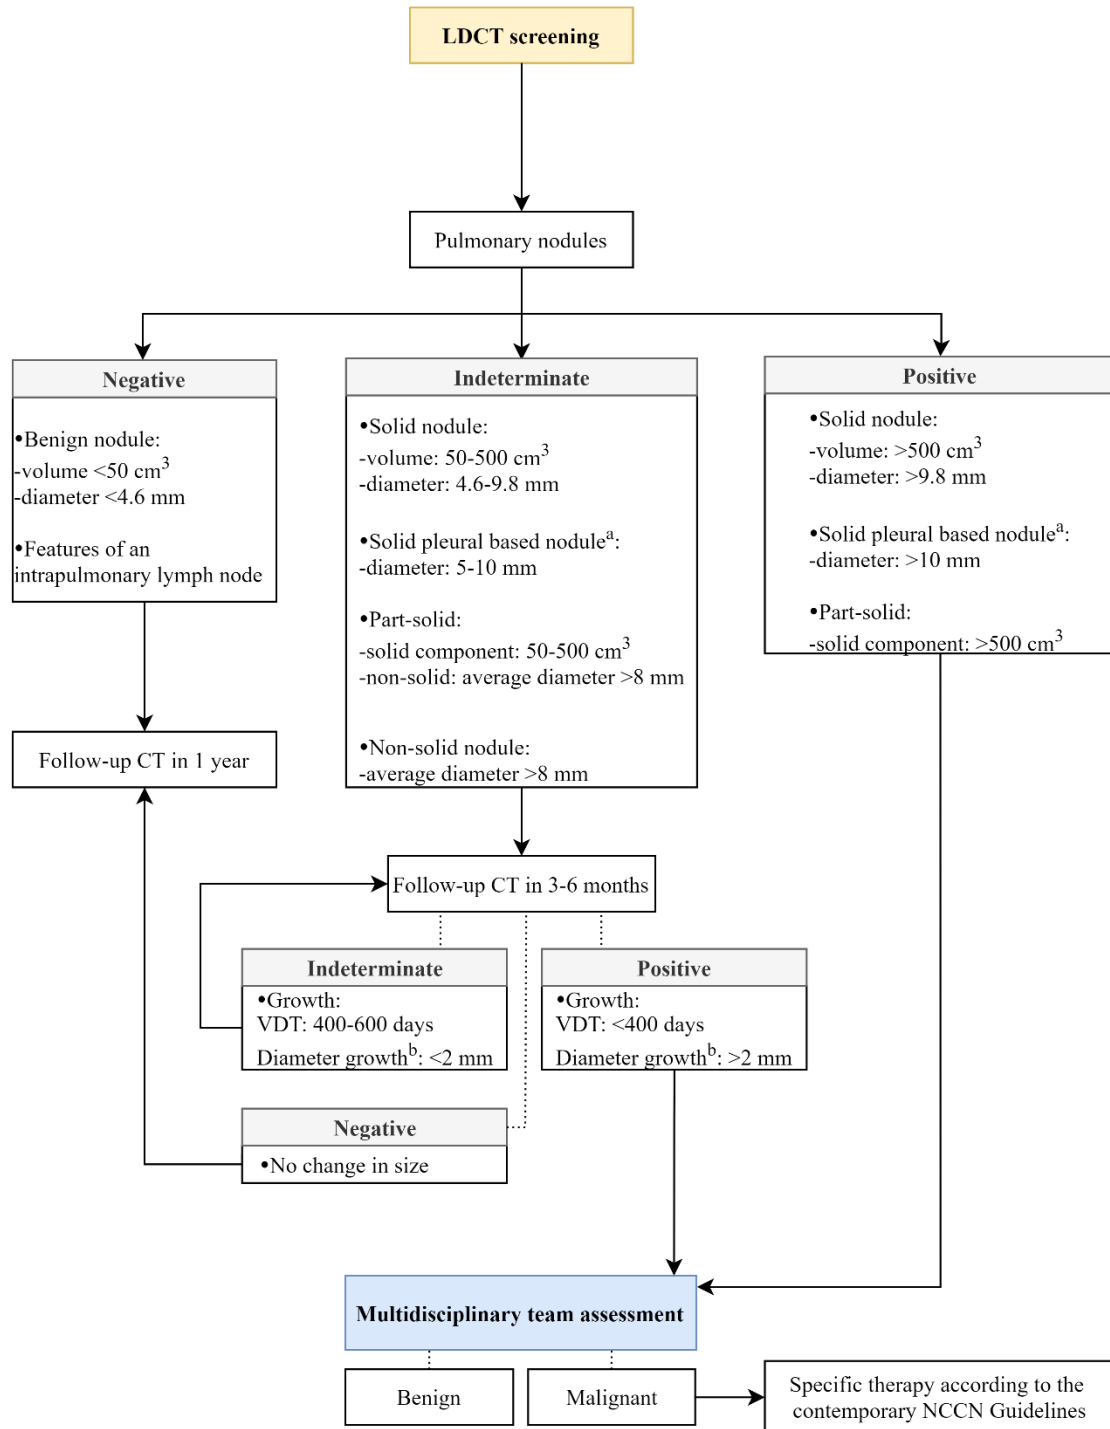 LDCT screening
Pulmonary nodules
Negative
•Benign nodule:
-volume <50 cm³
-diameter <4.6 mm
•Features of an
intrapulmonary lymph node
Indeterminate
•Solid nodule:
-volume: 50-500 cm³
-diameter: 4.6-9.8 mm
•Solid pleural based noduleᵃ:
-diameter: 5-10 mm
•Part-solid:
-solid component: 50-500 cm³
-non-solid: average diameter >8 mm
•Non-solid nodule:
-average diameter >8 mm
Positive
•Solid nodule:
-volume: >500 cm³
-diameter: >9.8 mm
•Solid pleural based noduleᵃ:
-diameter: >10 mm
•Part-solid:
-solid component: >500 cm³
Follow-up CT in 1 year
Follow-up CT in 3-6 months
Indeterminate
•Growth:
VDT: 400-600 days
Diameter growthᵇ: <2 mm
Positive
•Growth:
VDT: <400 days
Diameter growthᵇ: >2 mm
Negative
•No change in size
Multidisciplinary team assessment
Benign
Malignant
Specific therapy according to the
contemporary NCCN Guidelines